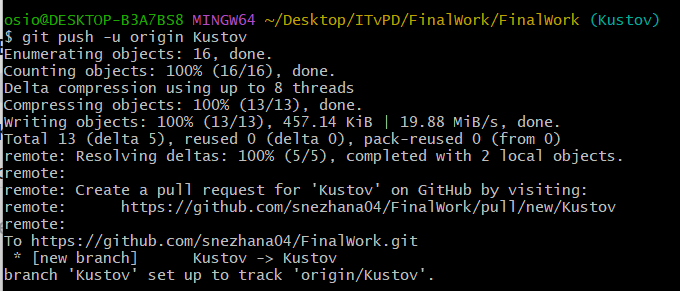 osio@DESKTOP-B3A7BS8 MINGW64 ~/Desktop/ITvPD/FinalWork/FinalWork (Kustov)
$ git push -u origin Kustov
Enumerating objects: 16, done.
Counting objects: 100% (16/16), done.
Delta compression using up to 8 threads
Compressing objects: 100% (13/13), done.
Writing objects: 100% (13/13), 457.14 KiB | 19.88 MiB/s, done.
Total 13 (delta 5), reused 0 (delta 0), pack-reused 0 (from 0)
remote: Resolving deltas: 100% (5/5), completed with 2 local objects.
remote:
remote: Create a pull request for 'Kustov' on GitHub by visiting:
remote:      https://github.com/snezhana04/FinalWork/pull/new/Kustov
remote:
To https://github.com/snezhana04/FinalWork.git
 * [new branch]      Kustov -> Kustov
branch 'Kustov' set up to track 'origin/Kustov'.